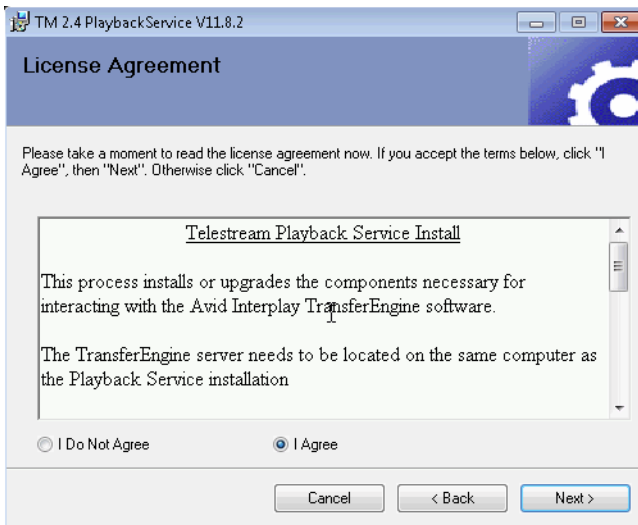 TM 2.4 PlaybackService V11.8.2
License Agreement
Please take a moment to read the license agreement now. If you accept the terms below, click "I
Agree", then "Next". Otherwise click "Cancel".
Telestream Playback Service Install
This process installs or upgrades the components necessary for
interacting with the Avid Interplay TransferEngine software.
The TransferEngine server needs to be located on the same computer as
the Playback Service installation
I Do Not Agree
I Agree
Cancel
< Back
Next >